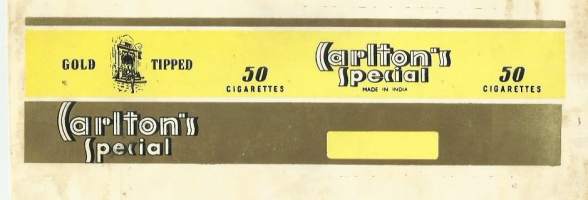 GOLD TIPPED
50
CIGARETTES
Carlton"s
Special
MADE IN INDIA
50
CIGARETTES
Carlton"s
Special